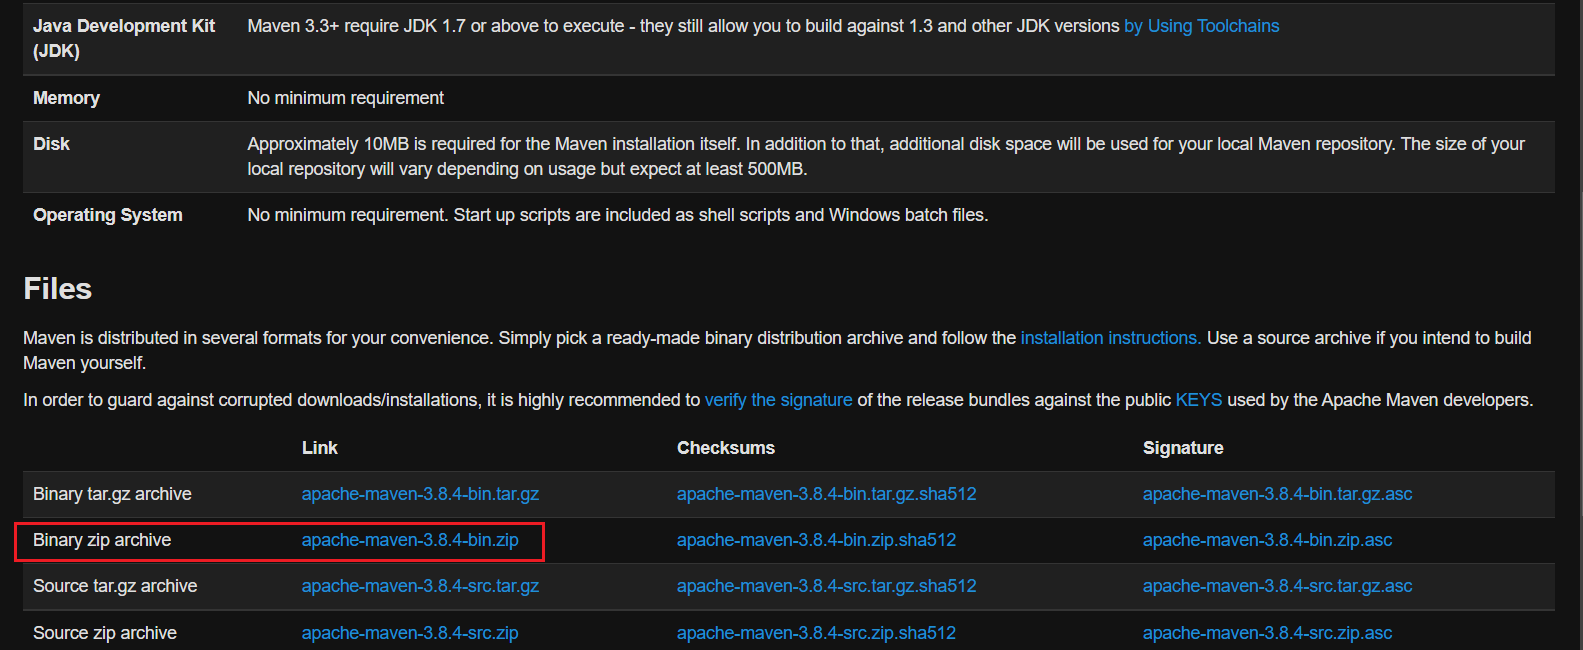 Java Development Kit (JDK) Maven 3.3+ require JDK 1.7 or above to execute - they still allow you to build against 1.3 and other JDK versions by Using Toolchains
Memory No minimum requirement
Disk Approximately 10MB is required for the Maven installation itself. In addition to that, additional disk space will be used for your local Maven repository. The size of your
local repository will vary depending on usage but expect at least 500MB.
Operating System No minimum requirement. Start up scripts are included as shell scripts and Windows batch files.
Files
Maven is distributed in several formats for your convenience. Simply pick a ready-made binary distribution archive and follow the installation instructions. Use a source archive if you intend to build
Maven yourself.
In order to guard against corrupted downloads/installations, it is highly recommended to verify the signature of the release bundles against the public KEYS used by the Apache Maven developers.
Link Checksums Signature
Binary tar.gz archive apache-maven-3.8.4-bin.tar.gz apache-maven-3.8.4-bin.tar.gz.sha512 apache-maven-3.8.4-bin.tar.gz.asc
Binary zip archive apache-maven-3.8.4-bin.zip apache-maven-3.8.4-bin.zip.sha512 apache-maven-3.8.4-bin.zip.asc
Source tar.gz archive apache-maven-3.8.4-src.tar.gz apache-maven-3.8.4-src.tar.gz.sha512 apache-maven-3.8.4-src.tar.gz.asc
Source zip archive apache-maven-3.8.4-src.zip apache-maven-3.8.4-src.zip.sha512 apache-maven-3.8.4-src.zip.asc